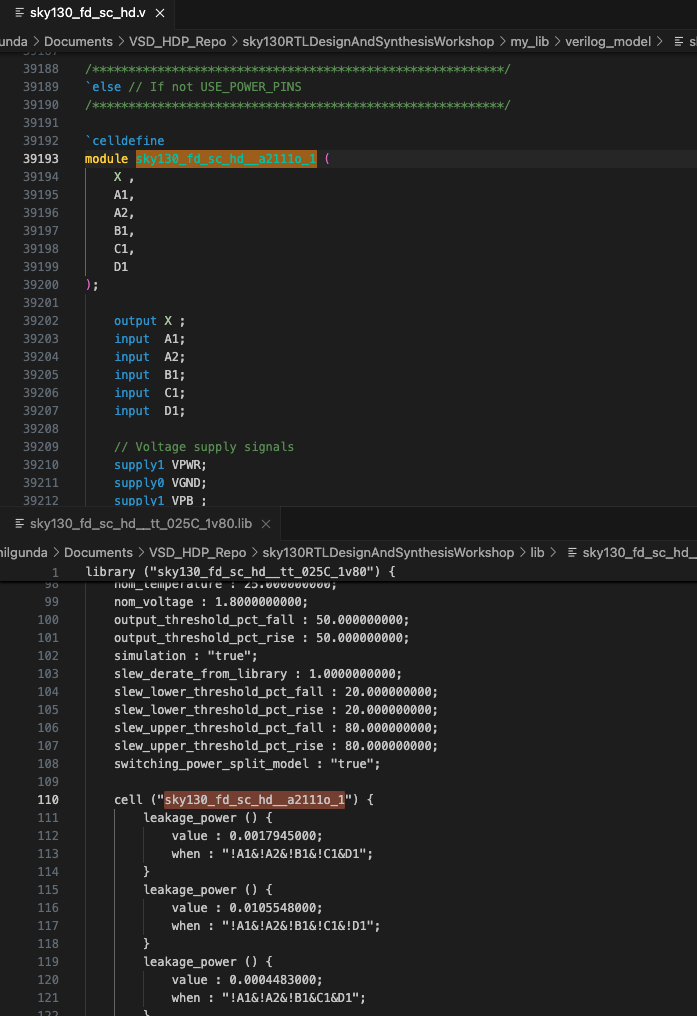 sky130_fd_sc_hd.v ×
unda > Documents > VSD_HDP_Repo > sky130RTLDesignAndSynthesisWorkshop > my_lib > verilog_model > s
39188 /*********************************************************/
39189 `else // If not USE_POWER_PINS
39190 /*********************************************************/
39191
39192 `celldefine
39193 module sky130_fd_sc_hd__a2111o_1 (
39194 X ,
39195 A1,
39196 A2,
39197 B1,
39198 C1,
39199 D1
39200 );
39201
39202 output X ;
39203 input A1;
39204 input A2;
39205 input B1;
39206 input C1;
39207 input D1;
39208
39209 // Voltage supply signals
39210 supply1 VPWR;
39211 supply0 VGND;
39212 supply1 VPB ;
sky130_fd_sc_hd__tt_025C_1v80.lib ×
nilgunda > Documents > VSD_HDP_Repo > sky130RTLDesignAndSynthesisWorkshop > lib > sky130_fd_sc_hd_
1 library ("sky130_fd_sc_hd__tt_025C_1v80") {
98 nom_temperature : 25.000000000;
99 nom_voltage : 1.8000000000;
100 output_threshold_pct_fall : 50.000000000;
101 output_threshold_pct_rise : 50.000000000;
102 simulation : "true";
103 slew_derate_from_library : 1.0000000000;
104 slew_lower_threshold_pct_fall : 20.000000000;
105 slew_lower_threshold_pct_rise : 20.000000000;
106 slew_upper_threshold_pct_fall : 80.000000000;
107 slew_upper_threshold_pct_rise : 80.000000000;
108 switching_power_split_model : "true";
109
110 cell ("sky130_fd_sc_hd__a2111o_1") {
111 leakage_power () {
112 value : 0.0017945000;
113 when : "!A1&!A2&!B1&!C1&D1";
114 }
115 leakage_power () {
116 value : 0.0105548000;
117 when : "!A1&!A2&!B1&!C1&!D1";
118 }
119 leakage_power () {
120 value : 0.0004483000;
121 when : "!A1&!A2&!B1&C1&D1";
122 }